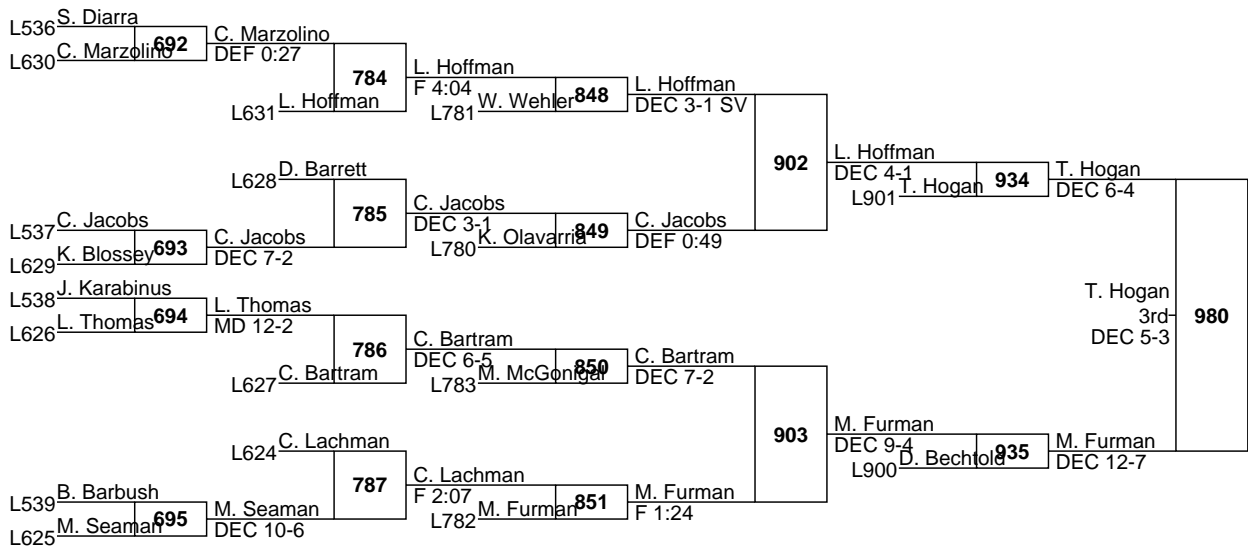 S. Diarra
L536
692
C. Marzolino
L630
C. Marzolino
DEF 0:27
784
L. Hoffman
F 4:04
L. Hoffman
L631
848
W. Wehler
L781
L. Hoffman
DEC 3-1 SV
902
L. Hoffman
DEC 4-1
D. Barrett
L628
785
C. Jacobs
DEC 3-1
C. Jacobs
L537
693
K. Blossey
L629
C. Jacobs
DEC 7-2
849
K. Olavarria
L780
C. Jacobs
DEF 0:49
934
T. Hogan
L901
T. Hogan
DEC 6-4
J. Karabinus
L538
694
L. Thomas
L626
L. Thomas
MD 12-2
786
C. Bartram
L627
C. Bartram
DEC 6-5
850
M. McGonigal
L783
C. Bartram
DEC 7-2
903
M. Furman
DEC 9-4
C. Lachman
L624
787
C. Lachman
F 2:07
B. Barbush
L539
695
M. Seaman
L625
M. Seaman
DEC 10-6
851
M. Furman
L782
M. Furman
F 1:24
935
D. Bechtold
L900
M. Furman
DEC 12-7
980
T. Hogan
3rd
DEC 5-3